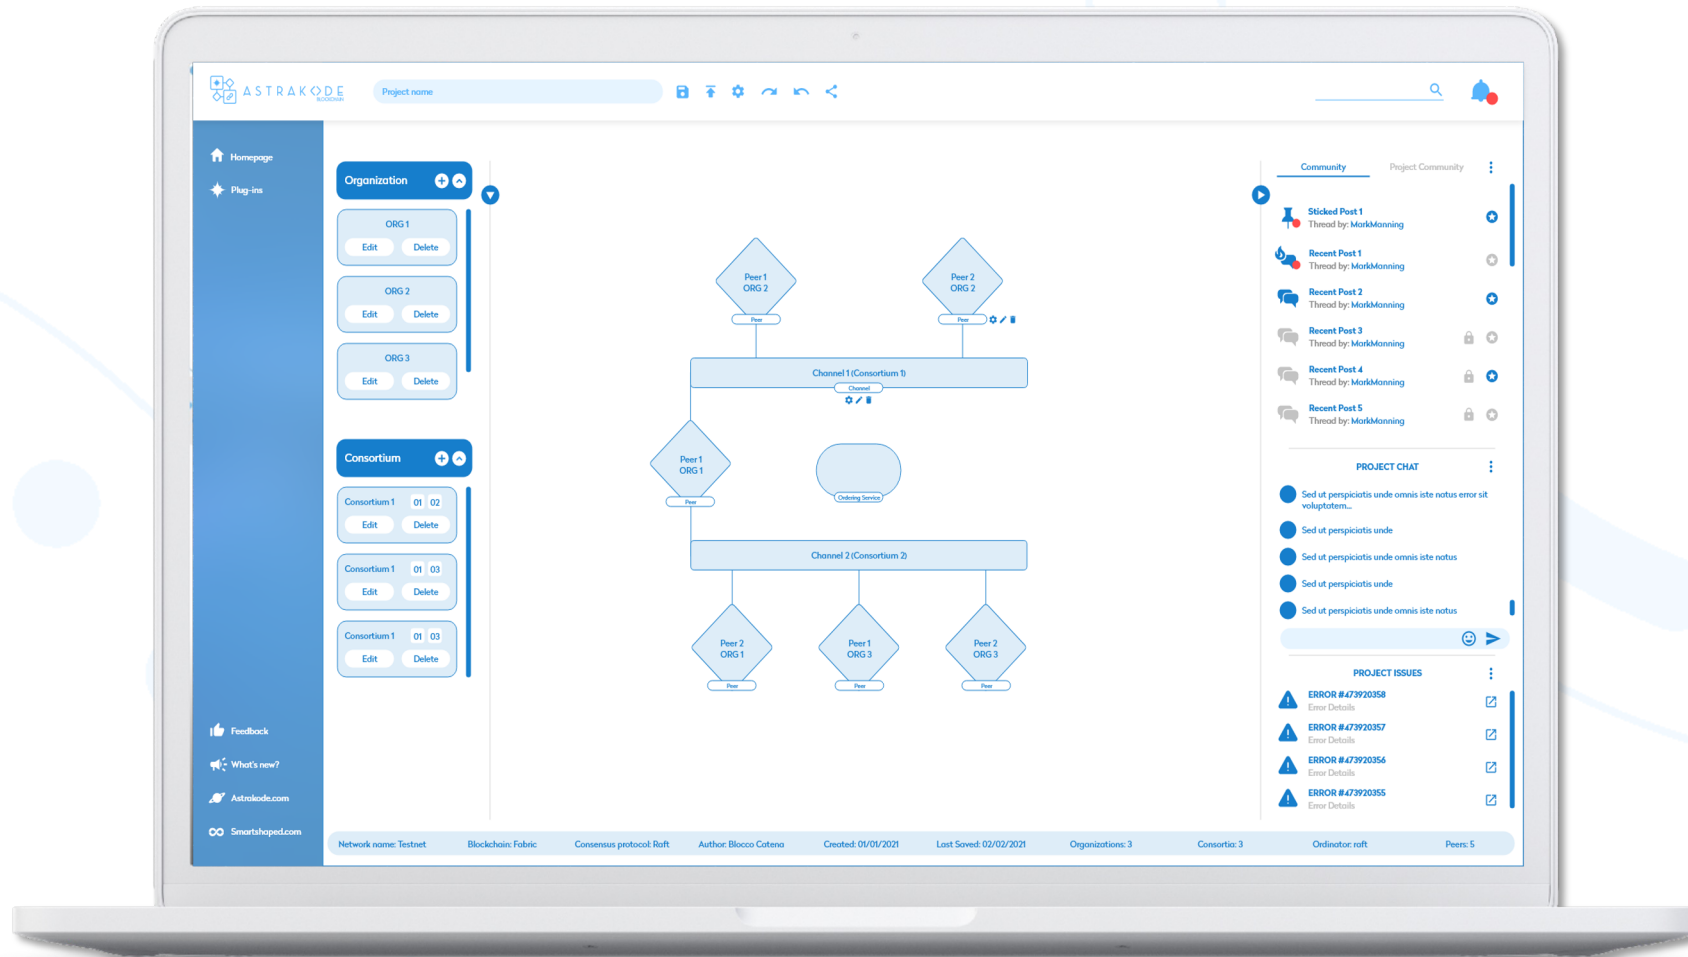 ASTRAKODE
BLOCKCHAIN
Project name
Homepage
Plug-ins
Feedback
What's new?
Astrakode.com
Smartshaped.com
Organization
ORG 1
Edit Delete
ORG 2
Edit Delete
ORG 3
Edit Delete
Consortium
Consortium 1 01 02
Edit Delete
Consortium 1 01 03
Edit Delete
Consortium 1 01 03
Edit Delete
Peer 1
ORG 2
Peer
Peer 2
ORG 2
Peer
Channel 1 (Consortium 1)
Channel
Peer 1
ORG 1
Peer
Ordering Service
Channel 2 (Consortium 2)
Peer 2
ORG 1
Peer
Peer 1
ORG 3
Peer
Peer 2
ORG 3
Peer
Community Project Community
Sticked Post 1
Thread by: MarkManning
Recent Post 1
Thread by: MarkManning
Recent Post 2
Thread by: MarkManning
Recent Post 3
Thread by: MarkManning
Recent Post 4
Thread by: MarkManning
Recent Post 5
Thread by: MarkManning
PROJECT CHAT
Sed ut perspiciatis unde omnis iste natus error sit
voluptatem...
Sed ut perspiciatis unde
Sed ut perspiciatis unde omnis iste natus
Sed ut perspiciatis unde
Sed ut perspiciatis unde omnis iste natus
PROJECT ISSUES
ERROR #473920358
Error Details
ERROR #473920357
Error Details
ERROR #473920356
Error Details
ERROR #473920355
Error Details
Network name: Testnet Blockchain: Fabric Consensus protocol: Raft Author: Blocco Catena Created: 01/01/2021 Last Saved: 02/02/2021 Organizations: 3 Consortia: 3 Ordinator: raft Peers: 5